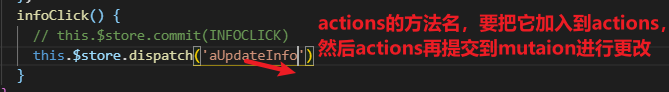 infoClick() {
// this.$store.commit(INFOCLICK)
this.$store.dispatch('aUpdateInfo')
}
actions的方法名，要把它加入到actions，
然后actions再提交到mutaion进行更改